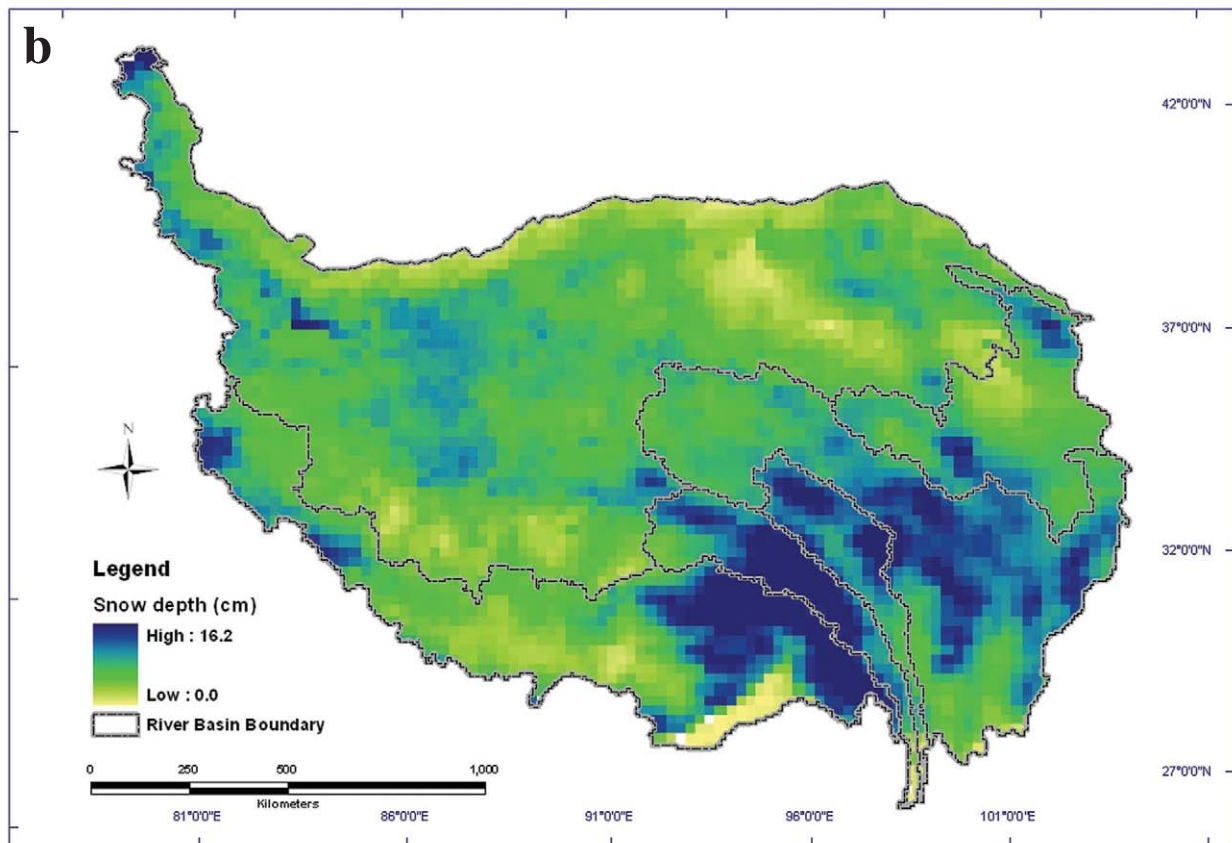 b
42°0'0"N
37°0'0"N
N
32°0'0"N
Legend
Snow depth (cm)
High : 16.2
Low : 0.0
River Basin Boundary
27°0'0"N
0 250 500 1,000
Kilometers
81°0'0"E 86°0'0"E 91°0'0"E 96°0'0"E 101°0'0"E